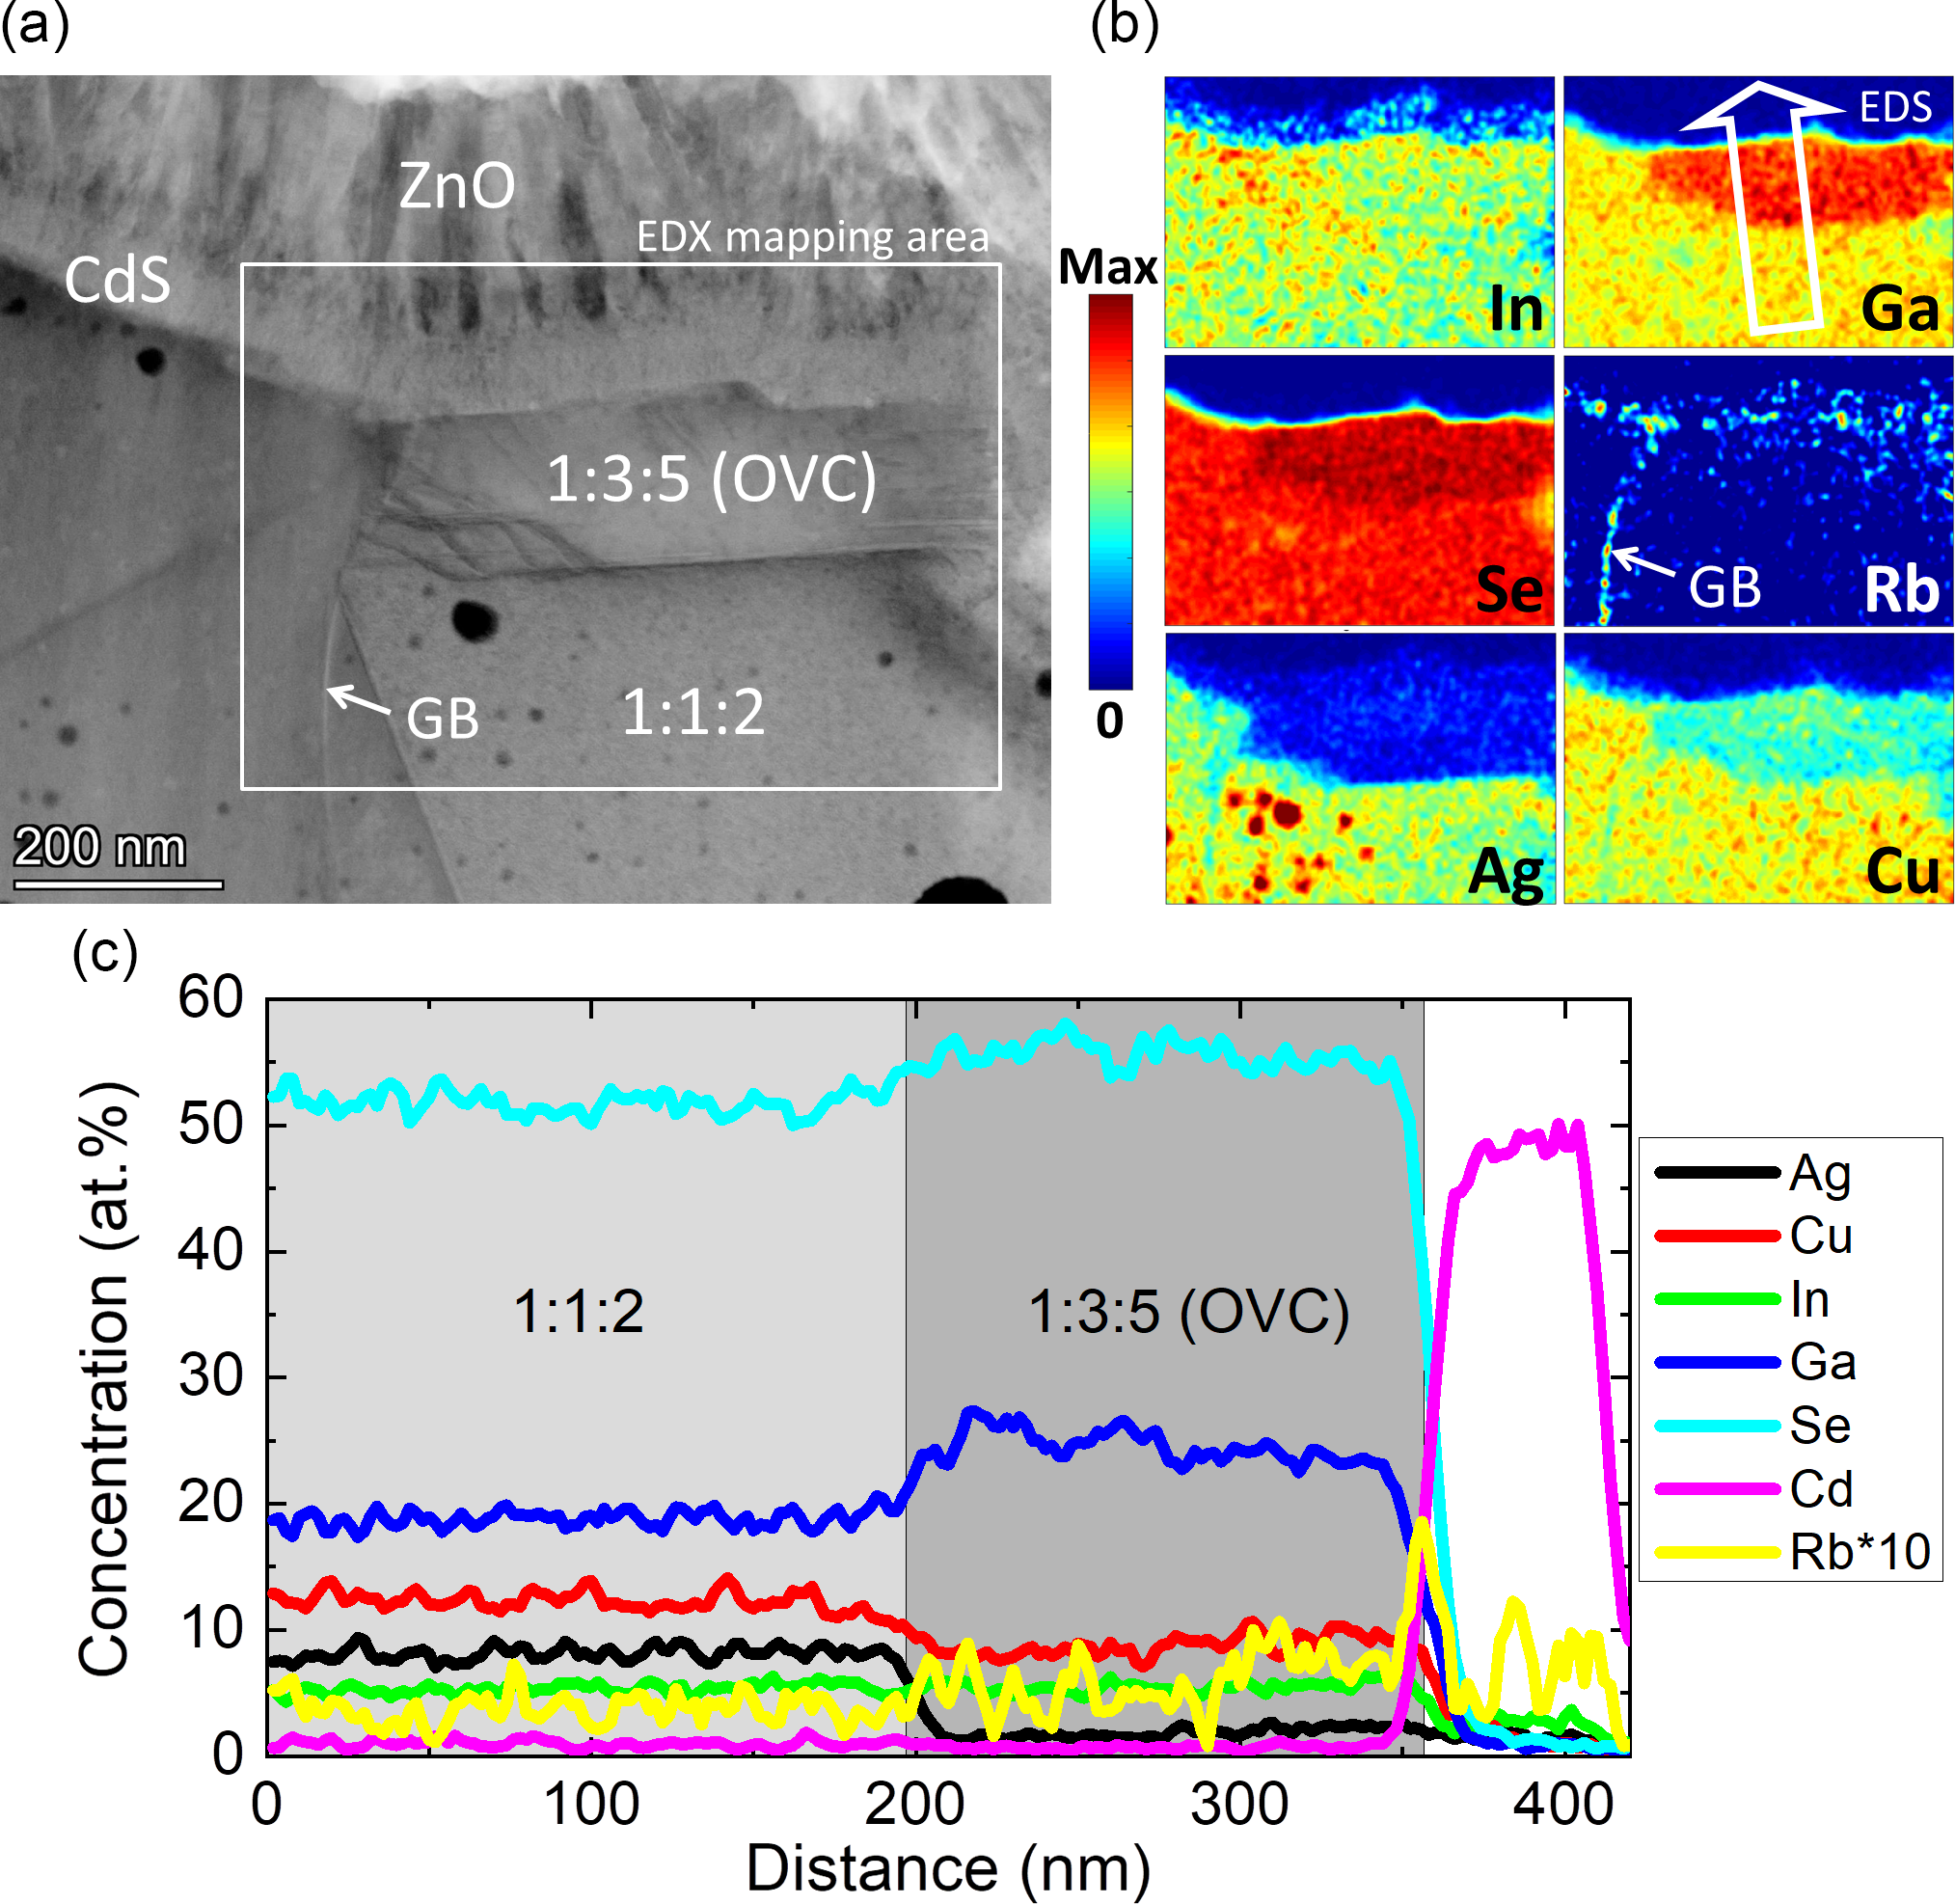 (a)
ZnO
EDX mapping area
CdS
1:3:5 (OVC)
GB
1:1:2
200 nm
(b)
Max
0
In
EDS
Ga
Se
GB
Rb
Ag
Cu
(c)
60
50
40
30
20
10
0
Concentration (at.%)
1:1:2
1:3:5 (OVC)
0
100
200
300
400
Distance (nm)
Ag
Cu
In
Ga
Se
Cd
Rb*10